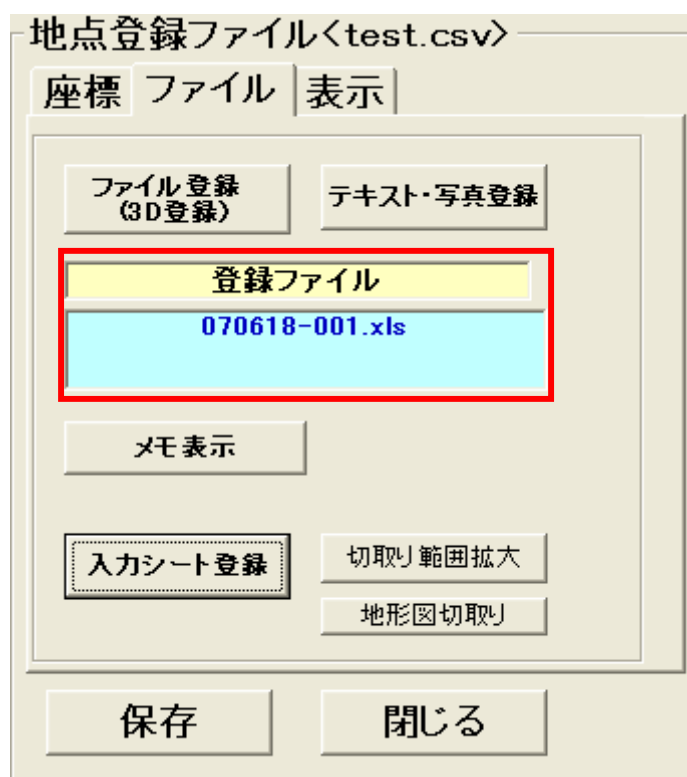 地点登録ファイル<test.csv>
座標 ファイル 表示
ファイル登録
(3D登録)
テキスト・写真登録
登録ファイル
070618-001.xls
メモ表示
入力シート登録
切取り範囲拡大
地形図切取り
保存 閉じる